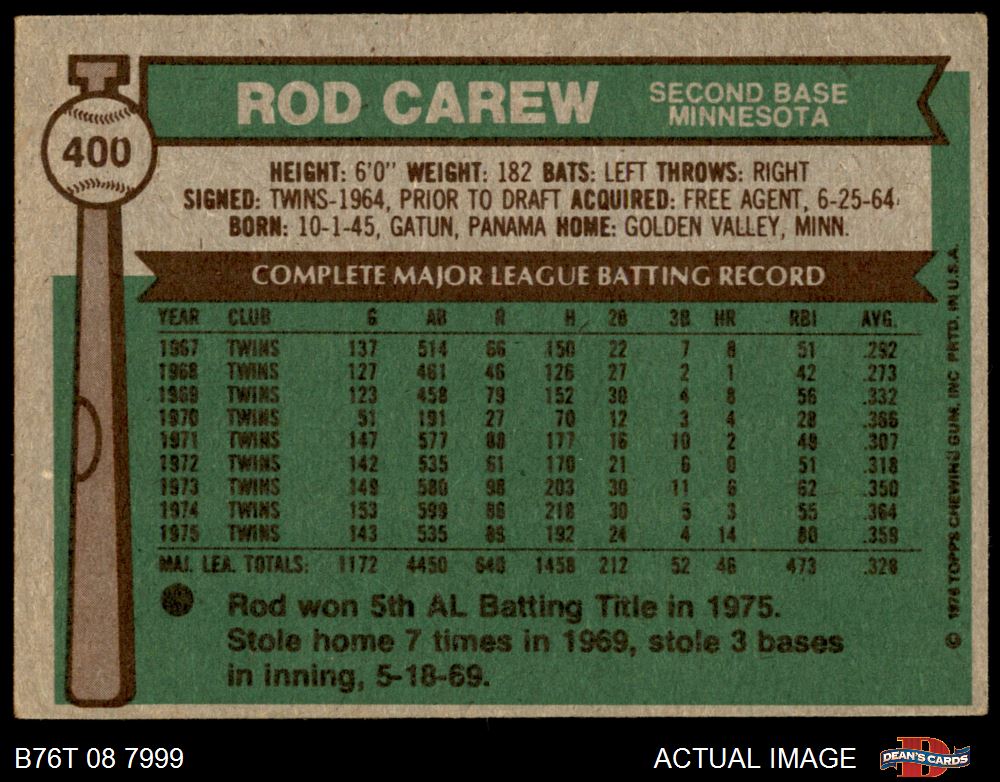 ROD CAREW SECOND BASE
MINNESOTA
400
HEIGHT: 6'0" WEIGHT: 182 BATS: LEFT THROWS: RIGHT
SIGNED: TWINS-1964, PRIOR TO DRAFT ACQUIRED: FREE AGENT, 6-25-64
BORN: 10-1-45, GATUN, PANAMA HOME: GOLDEN VALLEY, MINN.
COMPLETE MAJOR LEAGUE BATTING RECORD
YEAR CLUB G AB R H 2B 3B HR RBI AVG.
1967 TWINS 137 514 66 150 22 7 8 51 .292
1968 TWINS 127 461 46 126 27 2 1 42 .273
1969 TWINS 123 458 79 152 30 4 8 56 .332
1970 TWINS 51 191 27 70 12 3 4 28 .366
1971 TWINS 147 577 88 177 16 10 2 49 .307
1972 TWINS 142 535 61 170 21 6 0 51 .318
1973 TWINS 149 580 98 203 30 11 6 62 .350
1974 TWINS 153 599 86 218 30 5 3 55 .364
1975 TWINS 143 535 89 192 24 4 14 80 .359
MAJ. LEA. TOTALS: 1172 4450 640 1458 212 52 46 473 .328
Rod won 5th AL Batting Title in 1975.
Stole home 7 times in 1969, stole 3 bases
in inning, 5-18-69.
© 1976 TOPPS CHEWING GUM, INC PRTD. IN U.S.A.
B76T 08 7999 ACTUAL IMAGE DEAN'S CARDS